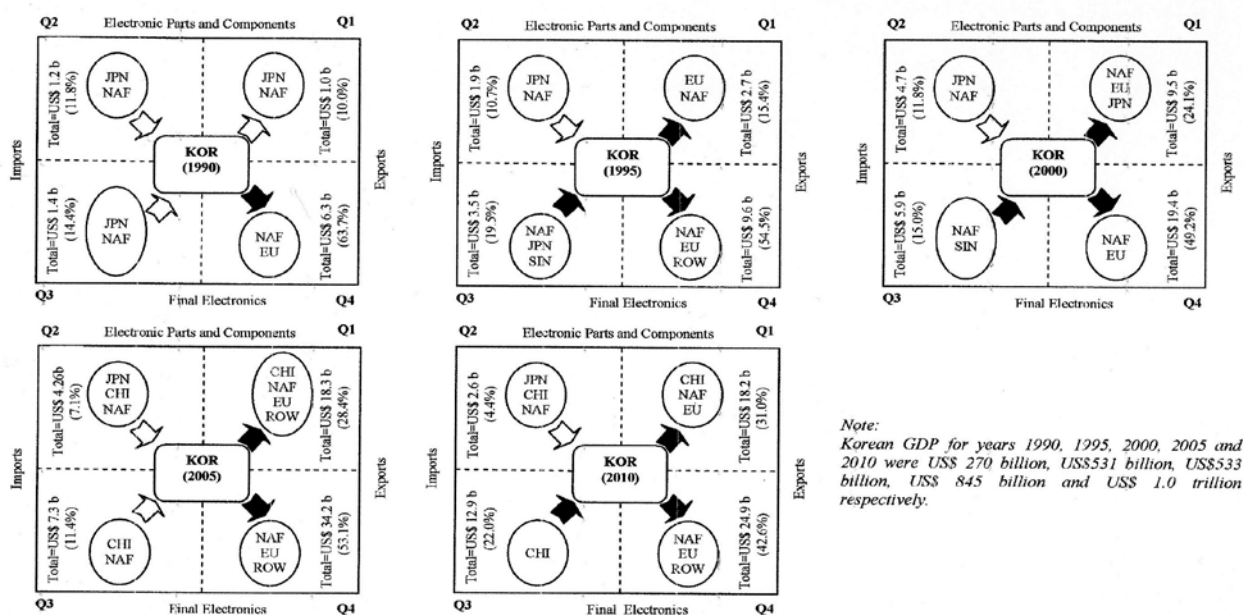 Q2 Electronic Parts and Components Q1
Imports
Total=US$ 1.2 b
(11.8%)
JPN
NAF
JPN
NAF
Total=US$ 1.0 b
(10.0%)
KOR
(1990)
Total=US$ 1.4 b
(14.4%)
JPN
NAF
NAF
EU
Total=US$ 6.3 b
(63.7%)
Exports
Q3 Final Electronics Q4
Q2 Electronic Parts and Components Q1
Imports
Total=US$ 1.9 b
(10.7%)
JPN
NAF
EU
NAF
Total=US$ 2.7 b
(15.4%)
KOR
(1995)
Total=US$ 3.5 b
(19.5%)
NAF
JPN
SIN
NAF
EU
ROW
Total=US$ 9.6 b
(54.5%)
Exports
Q3 Final Electronics Q4
Q2 Electronic Parts and Components Q1
Imports
Total=US$ 4.7 b
(11.8%)
JPN
NAF
NAF
EU
JPN
Total=US$ 9.5 b
(24.1%)
KOR
(2000)
Total=US$ 5.9 b
(15.0%)
NAF
SIN
NAF
EU
Total=US$ 19.4 b
(49.2%)
Exports
Q3 Final Electronics Q4
Q2 Electronic Parts and Components Q1
Imports
Total=US$ 4.26b
(7.1%)
JPN
CHI
NAF
CHI
NAF
EU
ROW
Total=US$ 18.3 b
(28.4%)
KOR
(2005)
Total=US$ 7.3 b
(11.4%)
CHI
NAF
NAF
EU
ROW
Total=US$ 34.2 b
(53.1%)
Exports
Q3 Final Electronics Q4
Q2 Electronic Parts and Components Q1
Imports
Total=US$ 2.6 b
(4.4%)
JPN
CHI
NAF
CHI
NAF
EU
Total=US$ 18.2 b
(31.0%)
KOR
(2010)
Total=US$ 12.9 b
(22.0%)
CHI
NAF
EU
ROW
Total=US$ 24.9 b
(42.6%)
Exports
Q3 Final Electronics Q4
Note:
Korean GDP for years 1990, 1995, 2000, 2005 and
2010 were US$ 270 billion, US$531 billion, US$533
billion, US$ 845 billion and US$ 1.0 trillion
respectively.